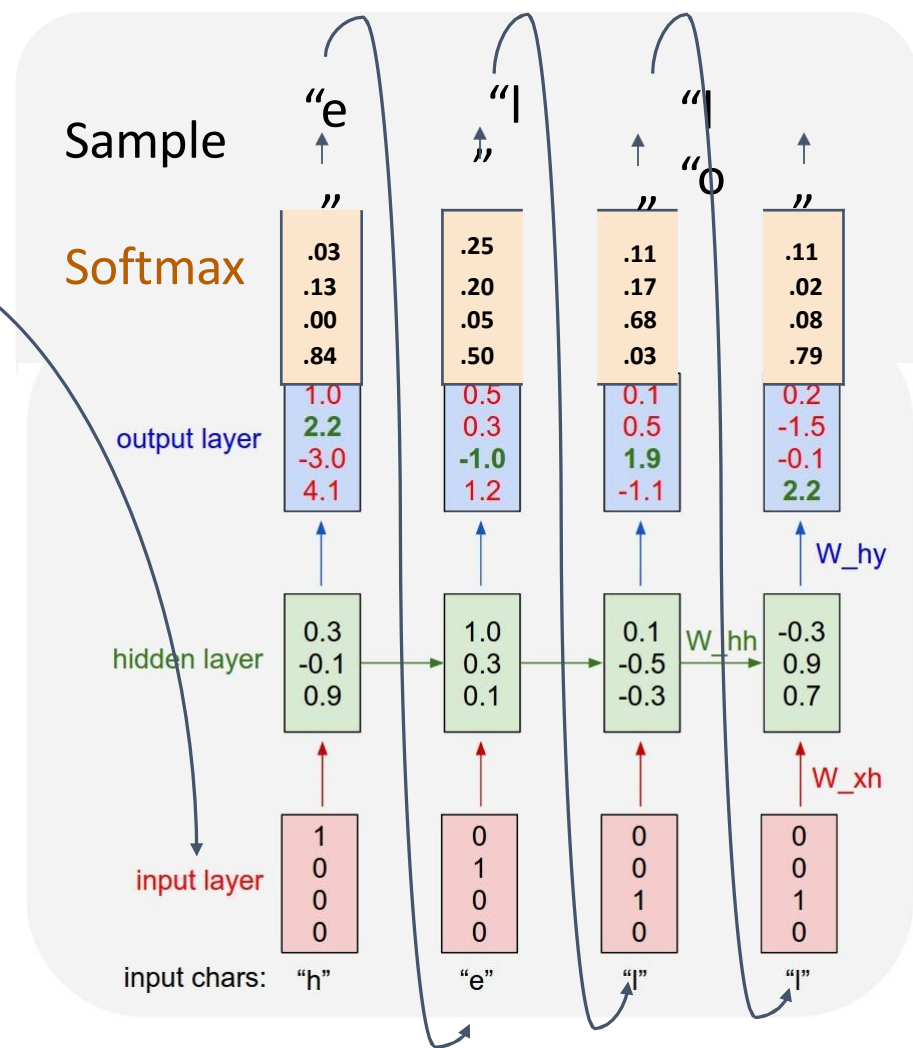 “e “l “l
Sample
” ” “o
” ” ”
Softmax
.03 .25 .11 .11
.13 .20 .17 .02
.00 .05 .68 .08
.84 .50 .03 .79
1.0 0.5 0.1 0.2
output layer 2.2 0.3 0.5 -1.5
-3.0 -1.0 1.9 -0.1
4.1 1.2 -1.1 2.2
W_hy
0.3 1.0 0.1 W_hh -0.3
hidden layer -0.1 0.3 -0.5 0.9
0.9 0.1 -0.3 0.7
W_xh
1 0 0 0
0 1 0 0
input layer 0 0 1 1
0 0 0 0
input chars: “h” “e” “l” “l”